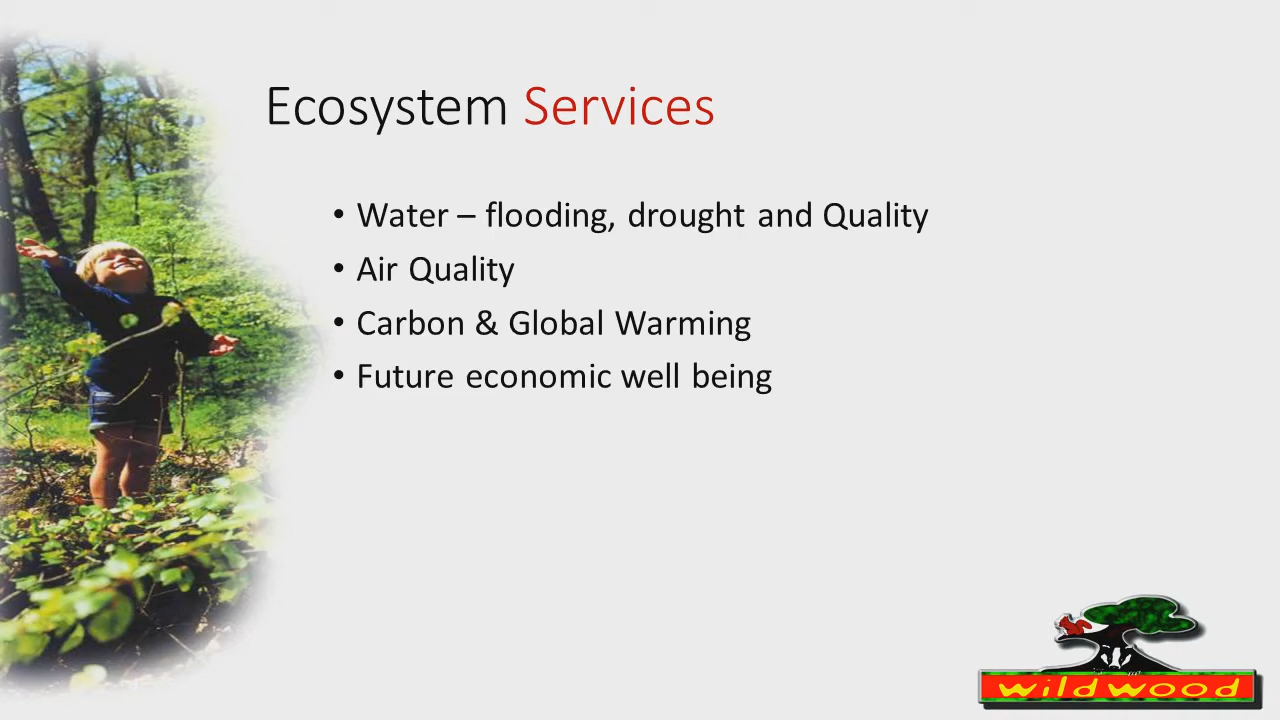 Ecosystem Services
• Water – flooding, drought and Quality
• Air Quality
• Carbon & Global Warming
• Future economic well being
wildwood